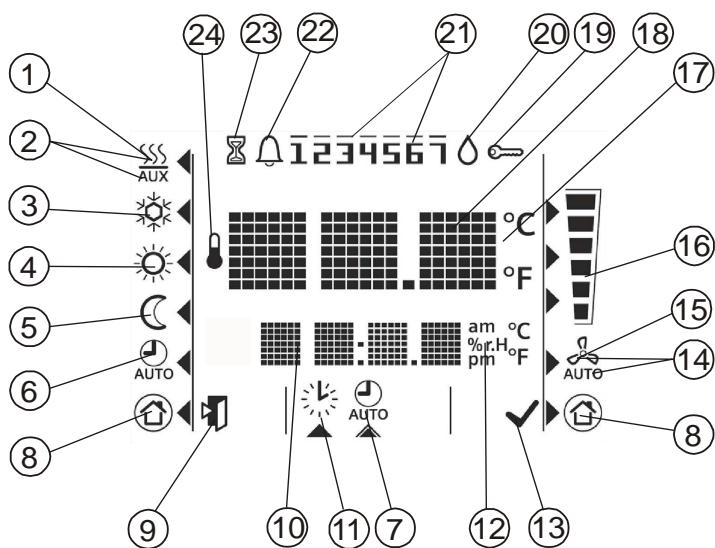 24 23 22 21 20 19 18
1 17
1234567
2
AUX
3 °C
4 16
°F
5 15
am °C
% r.H
pm °F
6 14
AUTO AUTO
AUTO
8 8
9 10 11 7 12 13